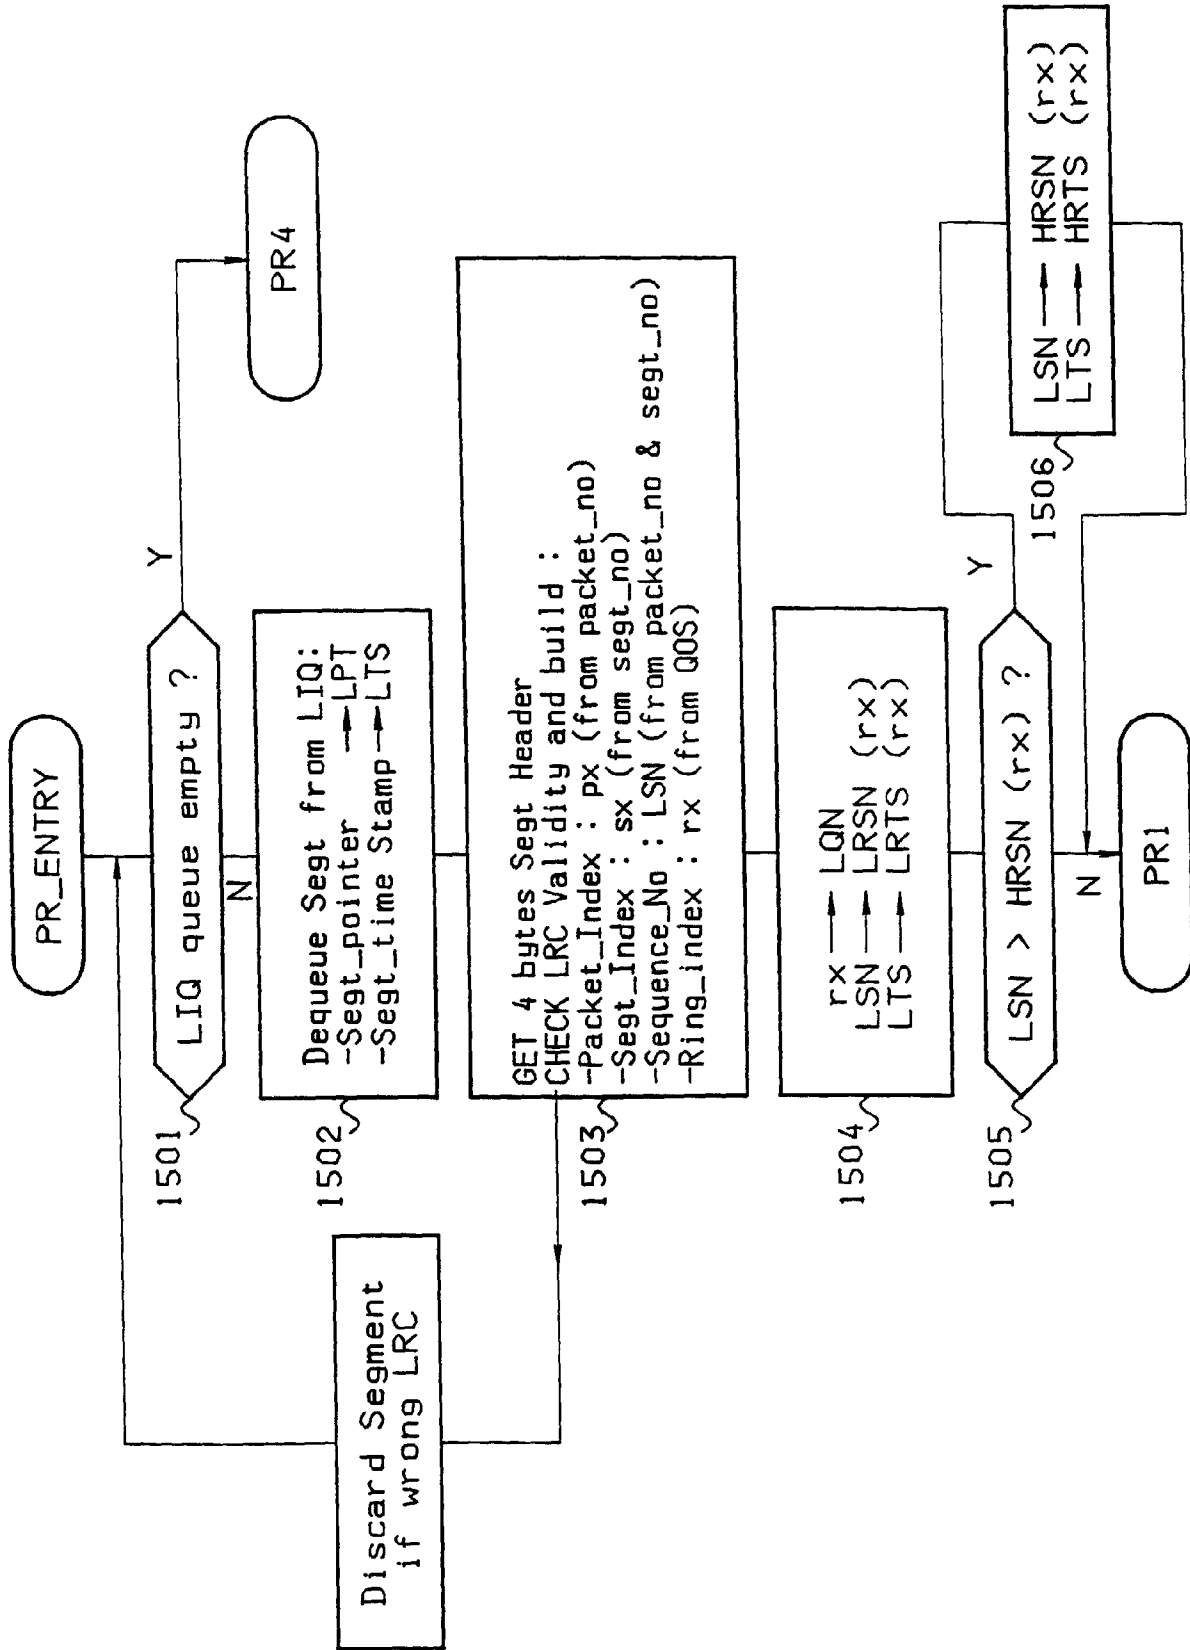 PR_ENTRY
LIQ queue empty ?
Y
N
1501
PR4
Dequeue Segt from LIQ:
-Segt_pointer → LPT
-Segt_time Stamp → LTS
1502
Discard Segment
if wrong LRC
GET 4 bytes Segt Header
CHECK LRC Validity and build :
-Packet_Index : px (from packet_no)
-Segt_Index : sx (from segt_no)
-Sequence_No : LSN (from packet_no & segt_no)
-Ring_index : rx (from QOS)
1503
rx → LQN
LSN → LRSN (rx)
LTS → LRTS (rx)
1504
LSN > HRSN (rx) ?
Y
N
1505
LSN → HRSN (rx)
LTS → HRTS (rx)
1506
PR1